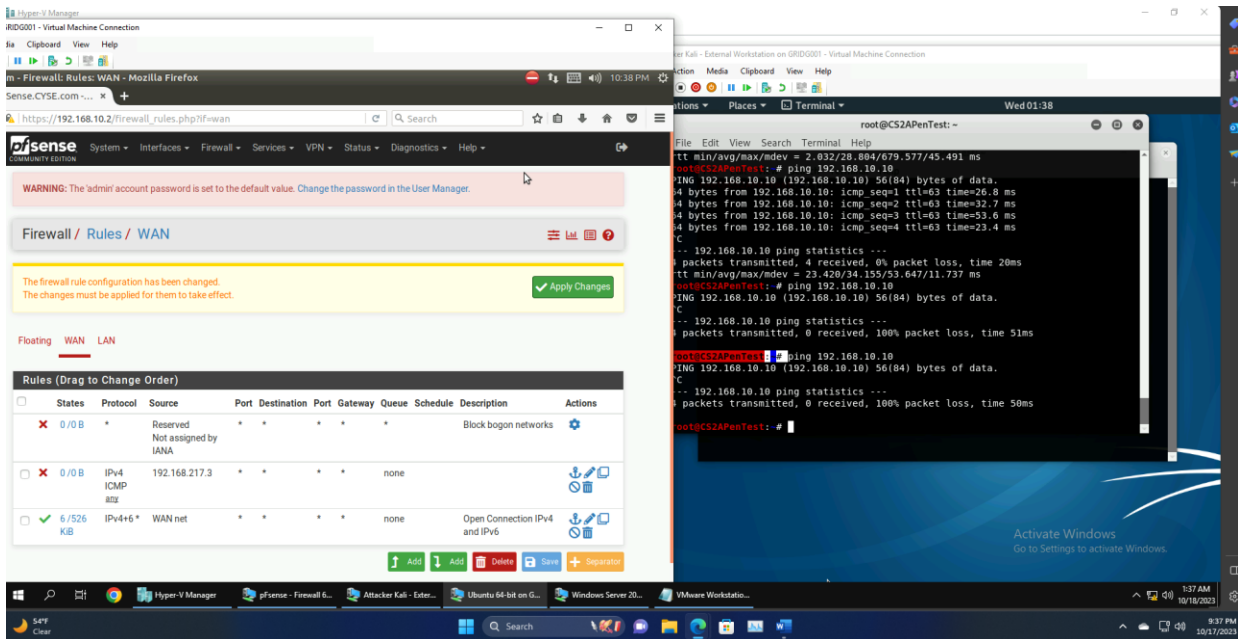 Hyper-V Manager
GRIDG001 - Virtual Machine Connection
dia Clipboard View Help
m - Firewall: Rules: WAN - Mozilla Firefox
10:38 PM
Sense.CYSE.com -... × +
https://192.168.10.2/firewall_rules.php?if=wan
Search
pfsense
COMMUNITY EDITION
System Interfaces Firewall Services VPN Status Diagnostics Help
WARNING: The 'admin' account password is set to the default value. Change the password in the User Manager.
Firewall / Rules / WAN
The firewall rule configuration has been changed.
The changes must be applied for them to take effect.
Apply Changes
Floating WAN LAN
Rules (Drag to Change Order)
States Protocol Source Port Destination Port Gateway Queue Schedule Description Actions
0/0 B * Reserved * * * * * Block bogon networks
Not assigned by
IANA
0/0 B IPv4 192.168.217.3 * * * * none
ICMP
any
6/526 IPv4+6 * WAN net * * * * none Open Connection IPv4
KiB and IPv6
Add Add Delete Save Separator
ker Kali - External Workstation on GRIDG001 - Virtual Machine Connection
Action Media Clipboard View Help
ations Places Terminal Wed 01:38
root@CS2APenTest: ~
File Edit View Search Terminal Help
rtt min/avg/max/mdev = 2.032/28.804/679.577/45.491 ms
root@CS2APenTest: # ping 192.168.10.10
PING 192.168.10.10 (192.168.10.10) 56(84) bytes of data.
64 bytes from 192.168.10.10: icmp_seq=1 ttl=63 time=26.8 ms
64 bytes from 192.168.10.10: icmp_seq=2 ttl=63 time=32.7 ms
64 bytes from 192.168.10.10: icmp_seq=3 ttl=63 time=53.6 ms
64 bytes from 192.168.10.10: icmp_seq=4 ttl=63 time=23.4 ms
^C
--- 192.168.10.10 ping statistics ---
4 packets transmitted, 4 received, 0% packet loss, time 20ms
rtt min/avg/max/mdev = 23.420/34.155/53.647/11.737 ms
root@CS2APenTest: # ping 192.168.10.10
PING 192.168.10.10 (192.168.10.10) 56(84) bytes of data.
^C
--- 192.168.10.10 ping statistics ---
packets transmitted, 0 received, 100% packet loss, time 51ms
root@CS2APenTest: # ping 192.168.10.10
PING 192.168.10.10 (192.168.10.10) 56(84) bytes of data.
^C
--- 192.168.10.10 ping statistics ---
packets transmitted, 0 received, 100% packet loss, time 50ms
root@CS2APenTest: #
Activate Windows
Go to Settings to activate Windows.
Hyper-V Manager pfsense - Firewall 6... Attacker Kali - Exter... Ubuntu 64-bit on G... Windows Server 20... VMware Workstatio...
1:37 AM
10/18/2023
54°F
Clear
Search
9:37 PM
10/17/2023